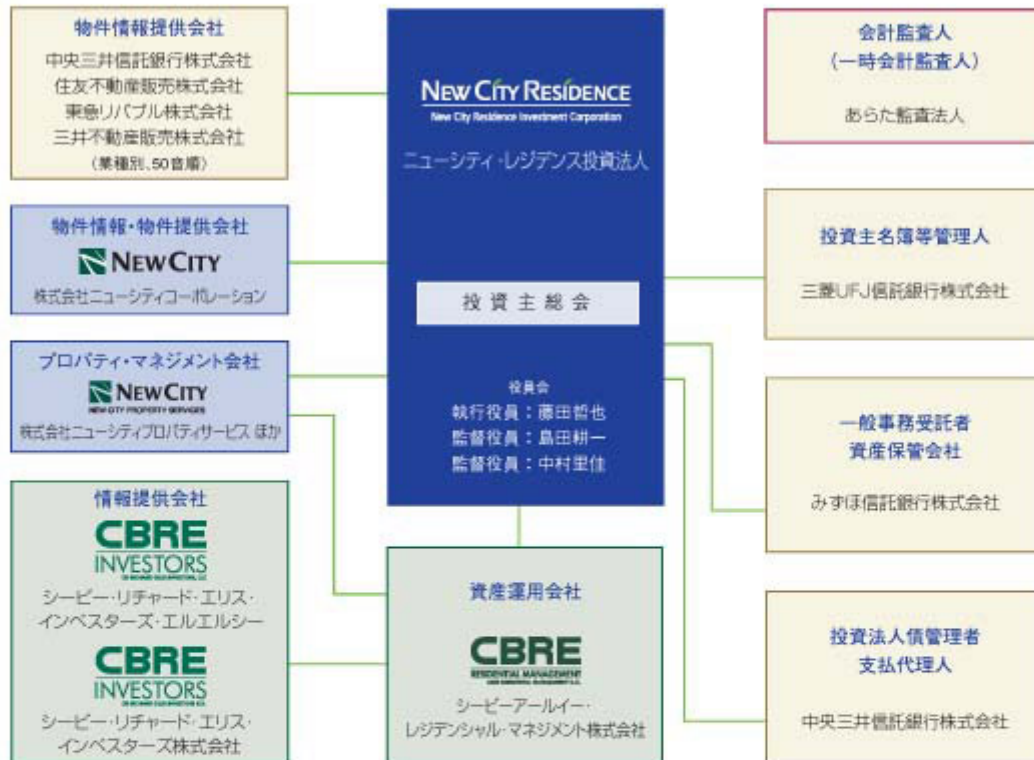 物件情報提供会社
中央三井信託銀行株式会社
住友不動産販売株式会社
東急リバブル株式会社
三井不動産販売株式会社
(業種別、50音順)
物件情報・物件提供会社
NEW CITY
株式会社ニューシティコーポレーション
プロパティ・マネジメント会社
NEW CITY
NEW CITY PROPERTY SERVICES
株式会社ニューシティプロパティサービス ほか
情報提供会社
CBRE
INVESTORS
シービー・リチャード・エリス・
インベスターズ・エルエルシー
CBRE
INVESTORS
シービー・リチャード・エリス・
インベスターズ株式会社
NEW CITY RESIDENCE
New City Residence Investment Corporation
ニューシティ・レジデンス投資法人
投資主総会
役員会
執行役員：藤田哲也
監督役員：島田耕一
監督役員：中村里佳
資産運用会社
CBRE
RESIDENTIAL MANAGEMENT
シービーアールイー・
レジデンシャル・マネジメント株式会社
会計監査人
(一時会計監査人)
あらた監査法人
投資主名簿等管理人
三菱UFJ信託銀行株式会社
一般事務受託者
資産保管会社
みずほ信託銀行株式会社
投資法人債管理者
支払代理人
中央三井信託銀行株式会社